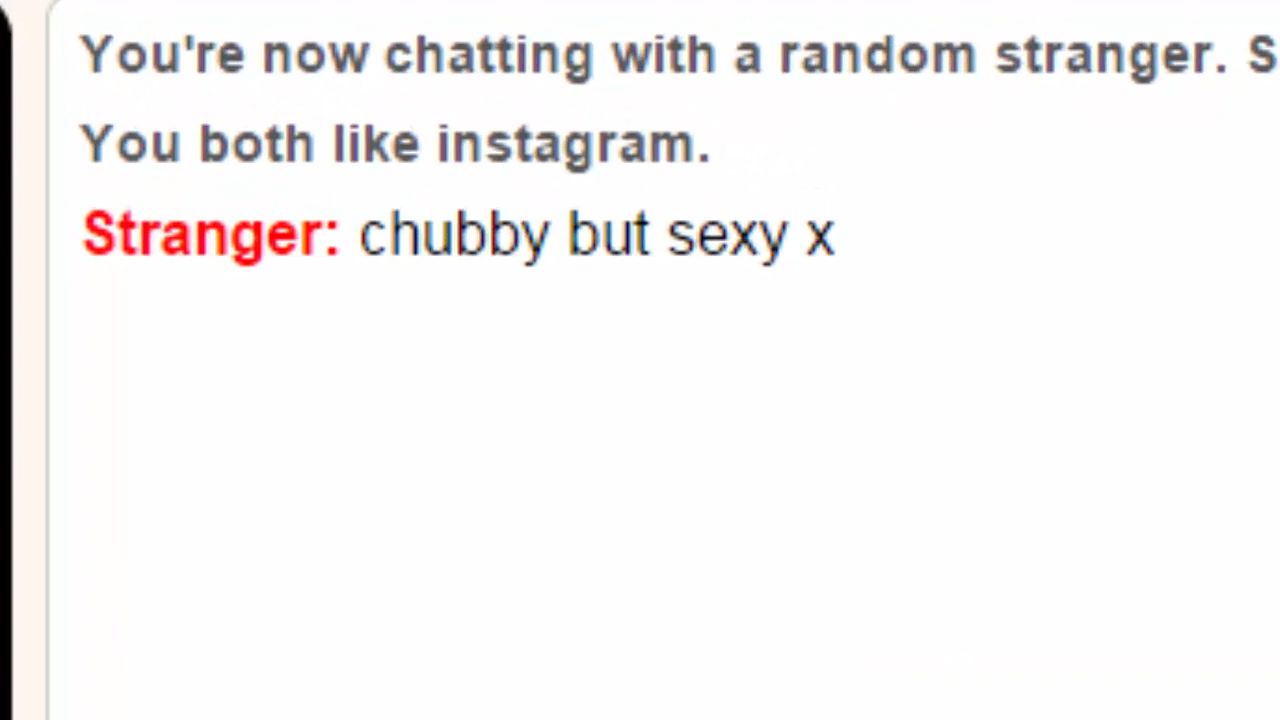 You're now chatting with a random stranger. S
You both like instagram.
Stranger: chubby but sexy x